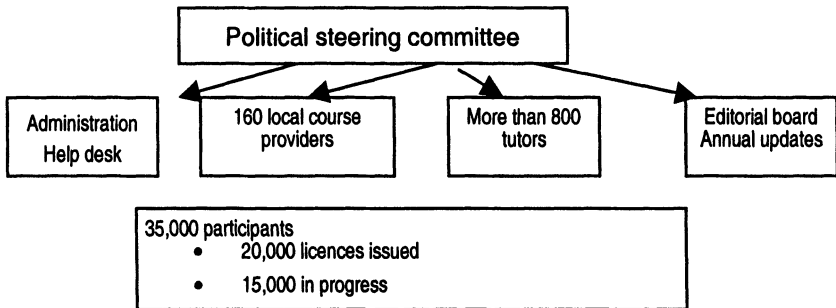 Political steering committee
Administration
Help desk
160 local course
providers
More than 800
tutors
Editorial board
Annual updates
35,000 participants
• 20,000 licences issued
• 15,000 in progress